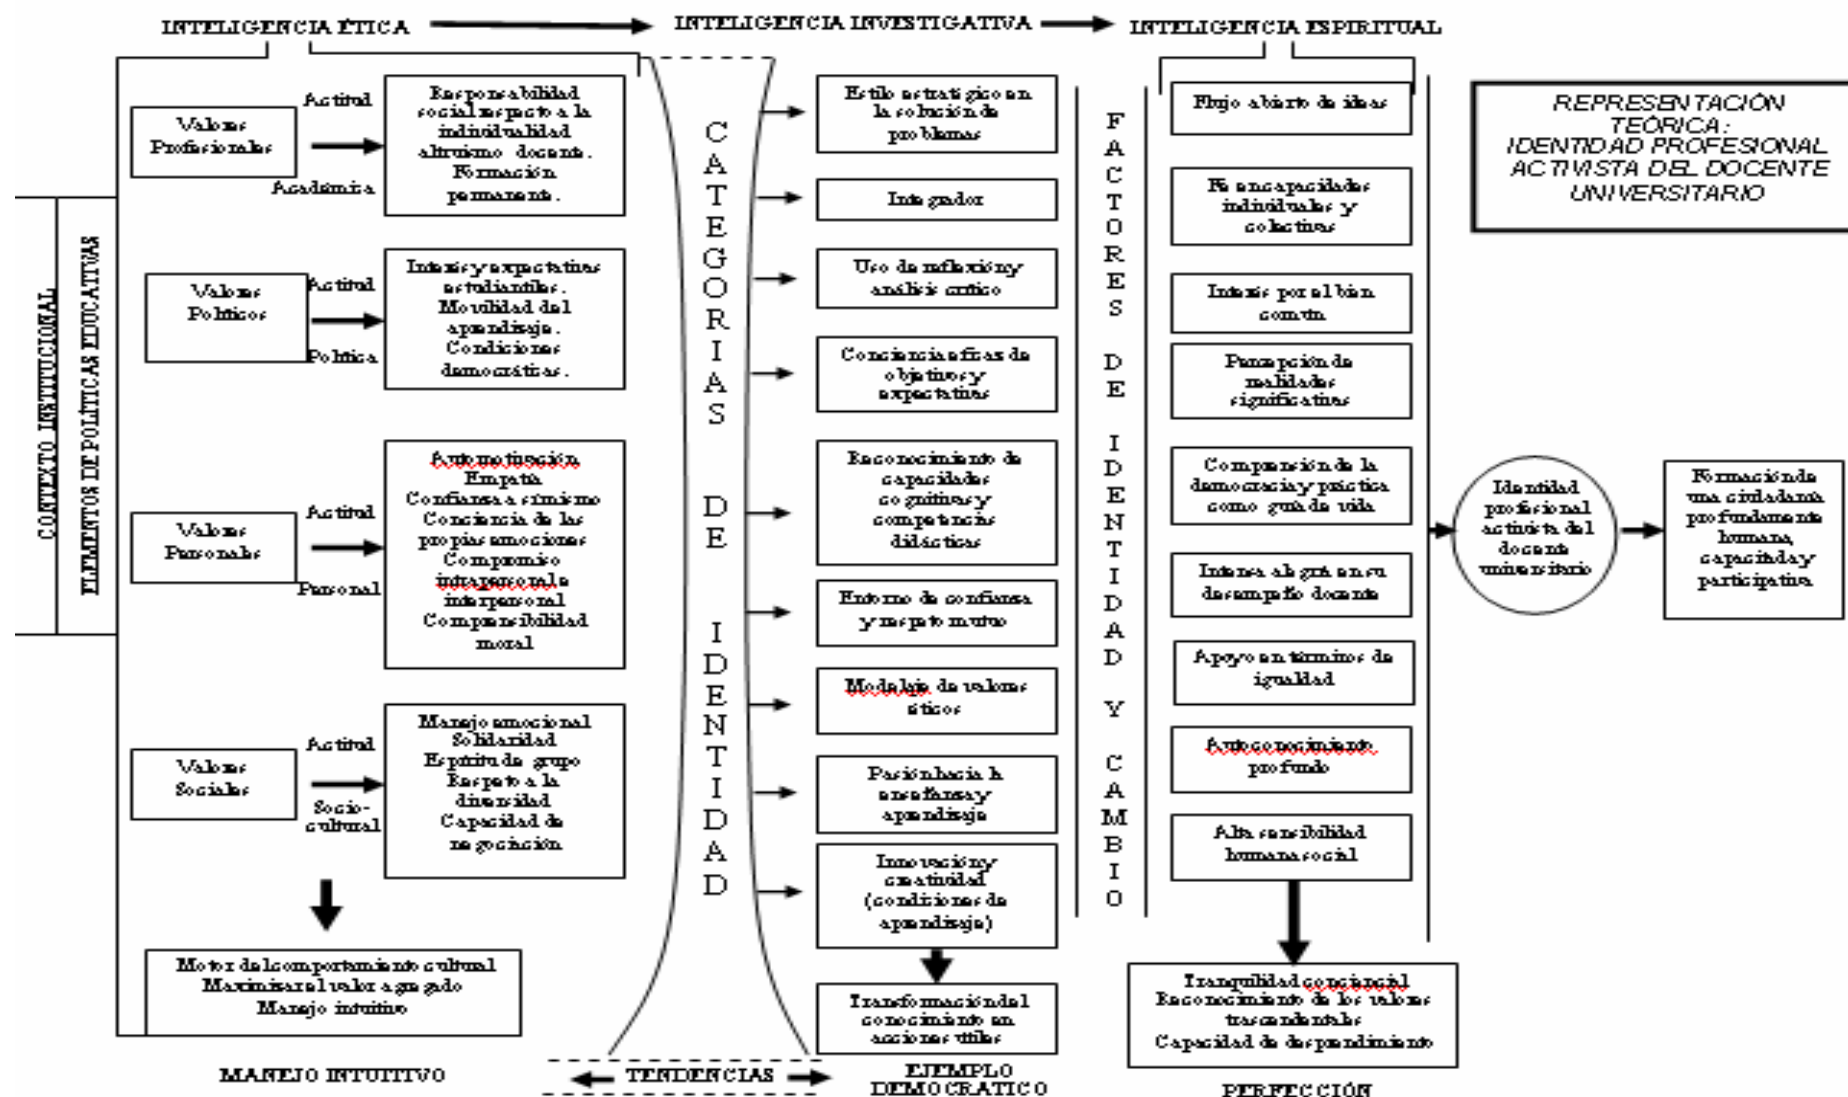 INTELIGENCIA ÉTICA
INTELIGENCIA INVESTIGATIVA
INTELIGENCIA ESPIRITUAL
REPRESENTACIÓN
TEÓRICA:
IDENTIDAD PROFESIONAL
ACTIVISTA DEL DOCENTE
UNIVERSITARIO
CONTEXTO INSTITUCIONAL
ELEMENTOS DE POLÍTICAS EDUCATIVAS
Valores
Profesionales
Actitud
Académica
Responsabilidad
social respecto a la
individualidad
altruismo docente.
Formación
permanente.
Valores
Políticos
Actitud
Política
Interés y expectativas
estudiantiles.
Movilidad del
aprendizaje.
Condiciones
democráticas.
Valores
Personales
Actitud
Personal
Automotivación
Empatía
Confianza a si mismo
Conciencia de las
propias emociones
Compromiso
intrapersonal e
interpersonal
Comprensibilidad
moral
Valores
Sociales
Actitud
Socio-
cultural
Manejo emocional
Solidaridad
Espíritu de grupo
Respeto a la
diversidad
Capacidad de
negociación
Motor del comportamiento cultural
Maximizar el valor agregado
Manejo intuitivo
MANEJO INTUITIVO
CATEGORIAS DE IDENTIDAD
TENDENCIAS
Estilo estratégico en
la solución de
problemas
Integrador
Uso de reflexión y
análisis crítico
Conciencia eficaz de
objetivos y
expectativas
Reconocimiento de
capacidades
cognitivas y
competencias
didácticas
Entorno de confianza
y respeto mutuo
Modelaje de valores
éticos
Pasión hacia la
enseñanza y
aprendizaje
Innovación y
creatividad
(condiciones de
aprendizaje)
Transformación del
conocimiento en
acciones útiles
EJEMPLO
DEMOCRATICO
FACTORES DE IDENTIDAD Y CAMBIO
Flujo abierto de ideas
Fe en capacidades
individuales y
colectivas
Interés por el bien
común
Percepción de
realidades
significativas
Comprensión de la
democracia y práctica
como guía de vida
Intensa alegría en su
desempeño docente
Apoyo en términos de
igualdad
Autoconocimiento
profundo
Alta sensibilidad
humana social
Tranquilidad conciencial
Reconocimiento de los valores
trascendentales
Capacidad de desprendimiento
PERFECCIÓN
Identidad
profesional
activista del
docente
universitario
Formación de
una ciudadanía
profundamente
humana,
capacitada y
participativa